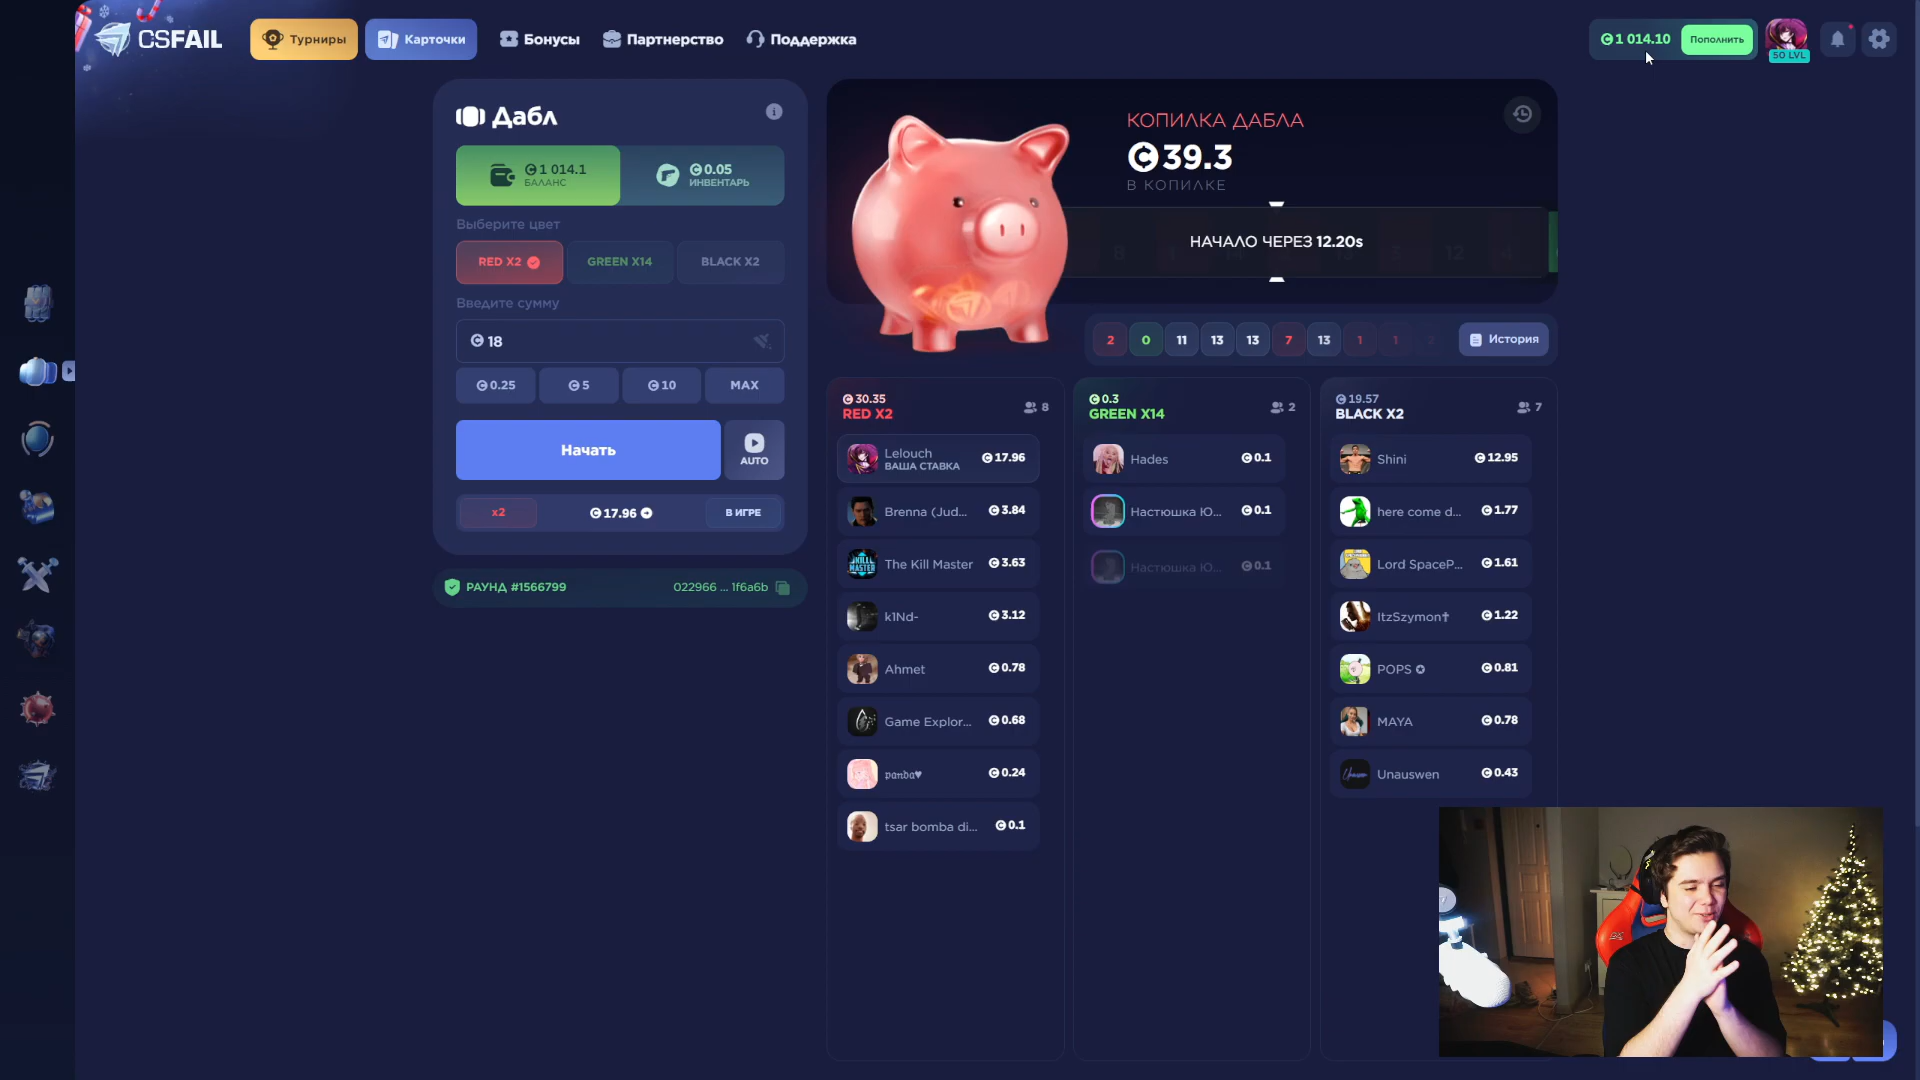 CSFAIL
Турниры
Карточки
Бонусы
Партнерство
Поддержка
1 014.10
Пополнить
50 LVL
Дабл
1 014.1
БАЛАНС
0.05
ИНВЕНТАРЬ
Выберите цвет
RED X2
GREEN X14
BLACK X2
Введите сумму
18
0.25
5
10
MAX
Начать
AUTO
x2
17.96
В ИГРЕ
РАУНД #1566799
022966 ... 1f6a6b
КОПИЛКА ДАБЛА
39.3
В КОПИЛКЕ
НАЧАЛО ЧЕРЕЗ 12.20s
2
0
11
13
13
7
13
1
1
История
30.35
RED X2
8
Lelouch
ВАША СТАВКА
17.96
Brenna (Jud...
3.84
The Kill Master
3.63
k1Nd-
3.12
Ahmet
0.78
Game Explor...
0.68
panba♥
0.24
tsar bomba di...
0.1
0.3
GREEN X14
2
Hades
0.1
Настюшка Ю...
0.1
Настюшка Ю...
0.1
19.57
BLACK X2
7
Shini
12.95
here come d...
1.77
Lord SpaceP...
1.61
ItzSzymon✝
1.22
POPS ✪
0.81
MAYA
0.78
Unauswen
0.43